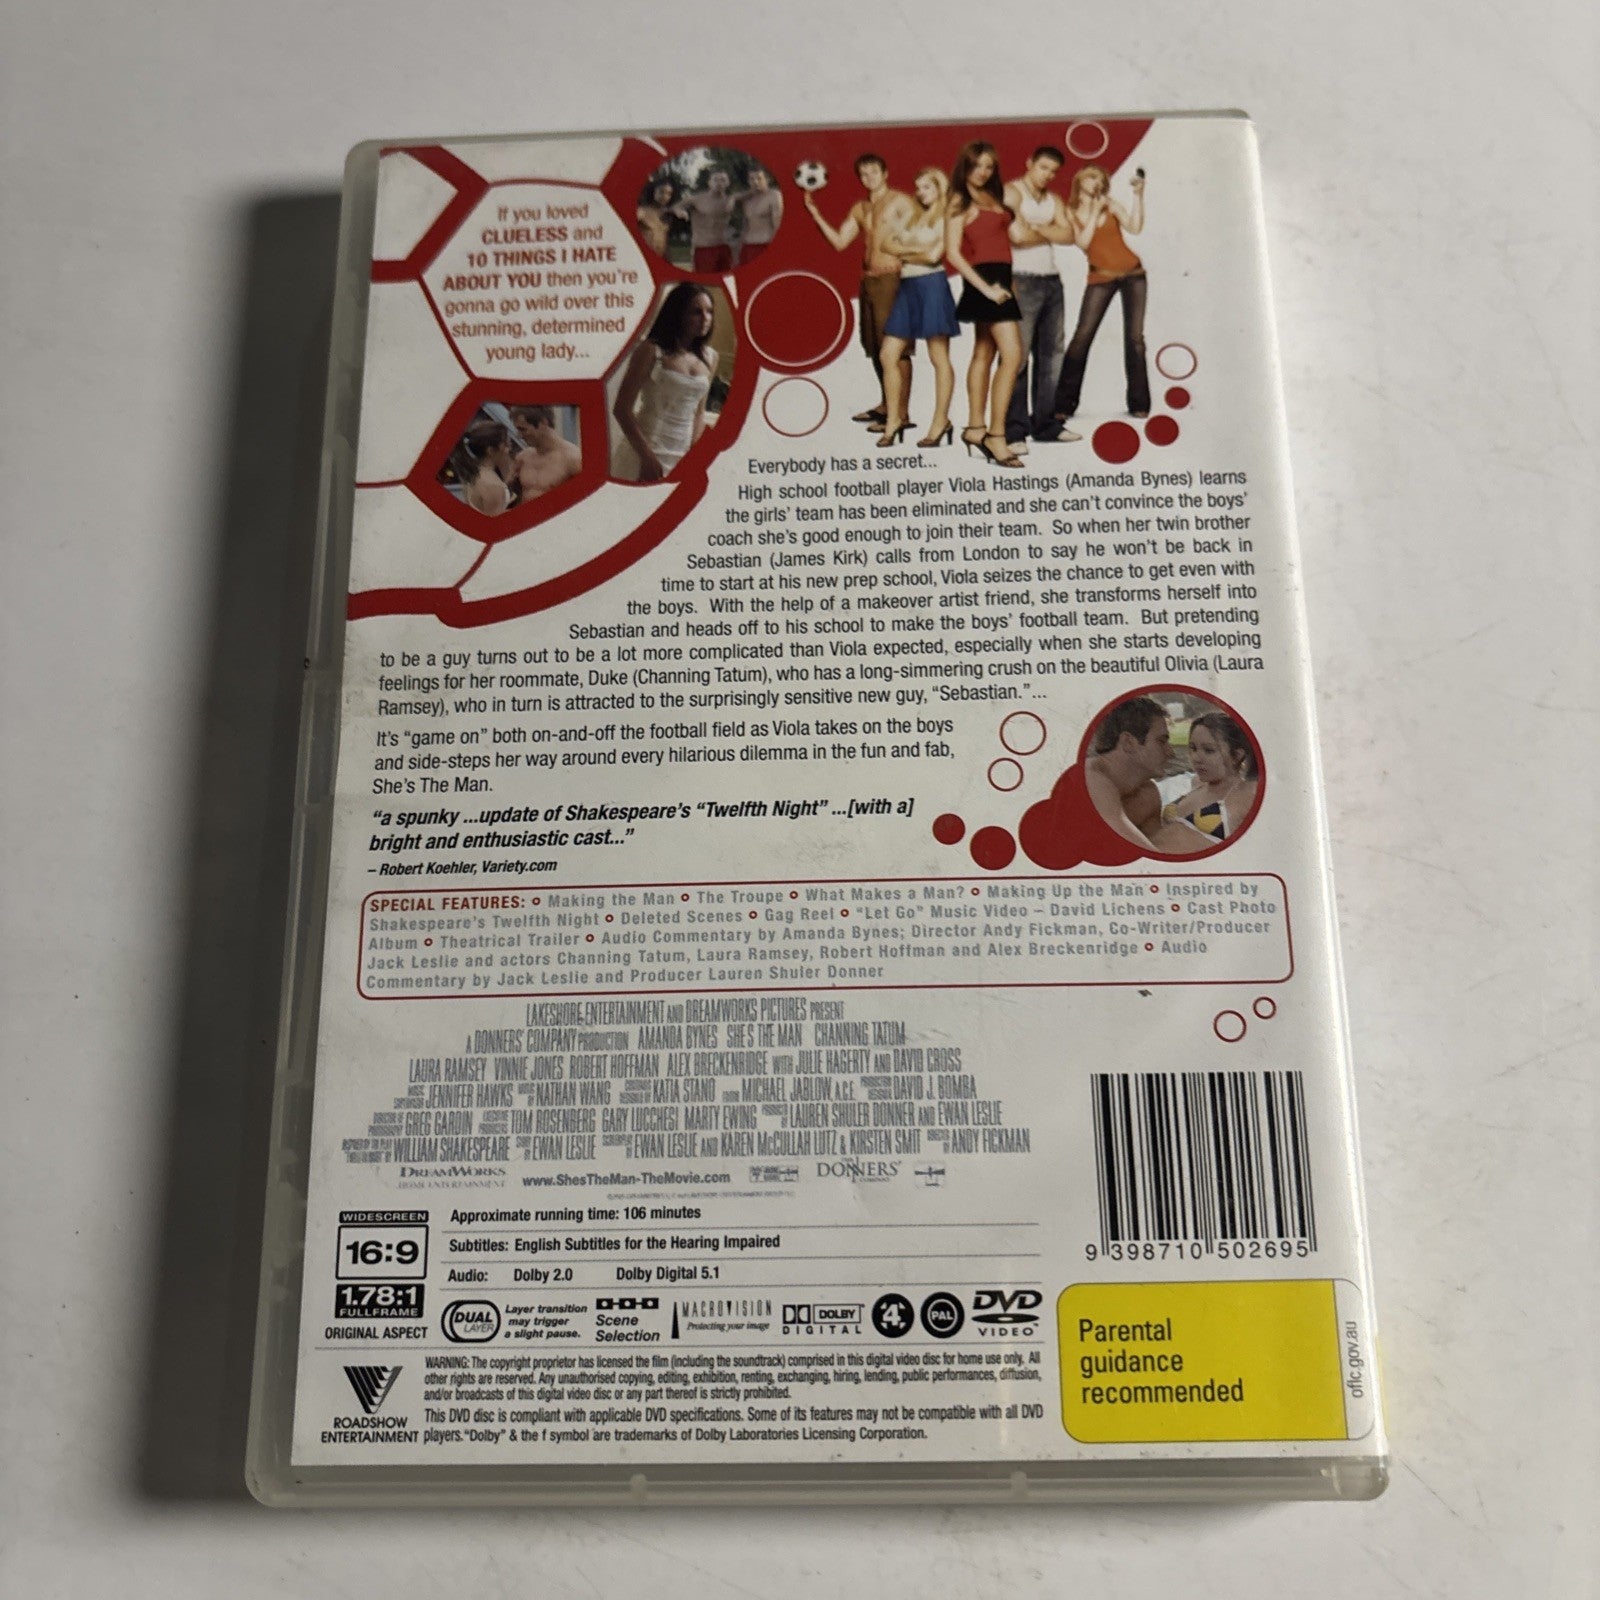 If you loved
CLUELESS and
10 THINGS I HATE
ABOUT YOU then you're
gonna go wild over this
stunning, determined
young lady...
Everybody has a secret...
High school football player Viola Hastings (Amanda Bynes) learns
the girls' team has been eliminated and she can't convince the boys'
coach she's good enough to join their team. So when her twin brother
Sebastian (James Kirk) calls from London to say he won't be back in
time to start at his new prep school, Viola seizes the chance to get even with
the boys. With the help of a makeover artist friend, she transforms herself into
Sebastian and heads off to his school to make the boys' football team. But pretending
to be a guy turns out to be a lot more complicated than Viola expected, especially when she starts developing
feelings for her roommate, Duke (Channing Tatum), who has a long-simmering crush on the beautiful Olivia (Laura
Ramsey), who in turn is attracted to the surprisingly sensitive new guy, "Sebastian."...
It's "game on" both on-and-off the football field as Viola takes on the boys
and side-steps her way around every hilarious dilemma in the fun and fab,
She's The Man.
"a spunky ...update of Shakespeare's "Twelfth Night" ...[with a]
bright and enthusiastic cast..."
– Robert Koehler, Variety.com
SPECIAL FEATURES: Making the Man The Troupe What Makes a Man? Making Up the Man Inspired by
Shakespeare's Twelfth Night Deleted Scenes Gag Reel "Let Go" Music Video – David Lichens Cast Photo
Album Theatrical Trailer Audio Commentary by Amanda Bynes; Director Andy Fickman, Co-Writer/Producer
Jack Leslie and actors Channing Tatum, Laura Ramsey, Robert Hoffman and Alex Breckenridge Audio
Commentary by Jack Leslie and Producer Lauren Shuler Donner
LAKESHORE ENTERTAINMENT AND DREAMWORKS PICTURES PRESENT
A DONNERS' COMPANY PRODUCTION AMANDA BYNES SHE'S THE MAN CHANNING TATUM
LAURA RAMSEY VINNIE JONES ROBERT HOFFMAN ALEX BRECKENRIDGE WITH JULIE HAGERTY AND DAVID CROSS
JENNIFER HAWKS NATHAN WANG KATIA STANO MICHAEL JABLOW, A.C.E. DAVID J. BOMBA
GREG GARDIN TOM ROSENBERG GARY LUCCHESI MARTY EWING LAUREN SHULER DONNER AND EWAN LESLIE
WILLIAM SHAKESPEARE EWAN LESLIE EWAN LESLIE AND KAREN McCULLAH LUTZ & KIRSTEN SMIT ANDY FICKMAN
DREAMWORKS
HOME ENTERTAINMENT
www.ShesTheMan-TheMovie.com
DONNERS'
COMPANY
WIDESCREEN
16:9
1.78:1
FULLFRAME
ORIGINAL ASPECT
Approximate running time: 106 minutes
Subtitles: English Subtitles for the Hearing Impaired
Audio: Dolby 2.0 Dolby Digital 5.1
DUAL
LAYER
Layer transition
may trigger
a slight pause.
Scene
Selection
MACROVISION
Protecting your image
DOLBY
DIGITAL
4
PAL
DVD
VIDEO
ROADSHOW
ENTERTAINMENT
WARNING: The copyright proprietor has licensed the film (including the soundtrack) comprised in this digital video disc for home use only. All
other rights are reserved. Any unauthorised copying, editing, exhibition, renting, exchanging, hiring, lending, public performances, diffusion,
and/or broadcasts of this digital video disc or any part thereof is strictly prohibited.
This DVD disc is compliant with applicable DVD specifications. Some of its features may not be compatible with all DVD
players. "Dolby" & the f symbol are trademarks of Dolby Laboratories Licensing Corporation.
9 398710 502695
Parental
guidance
recommended
oflc.gov.au